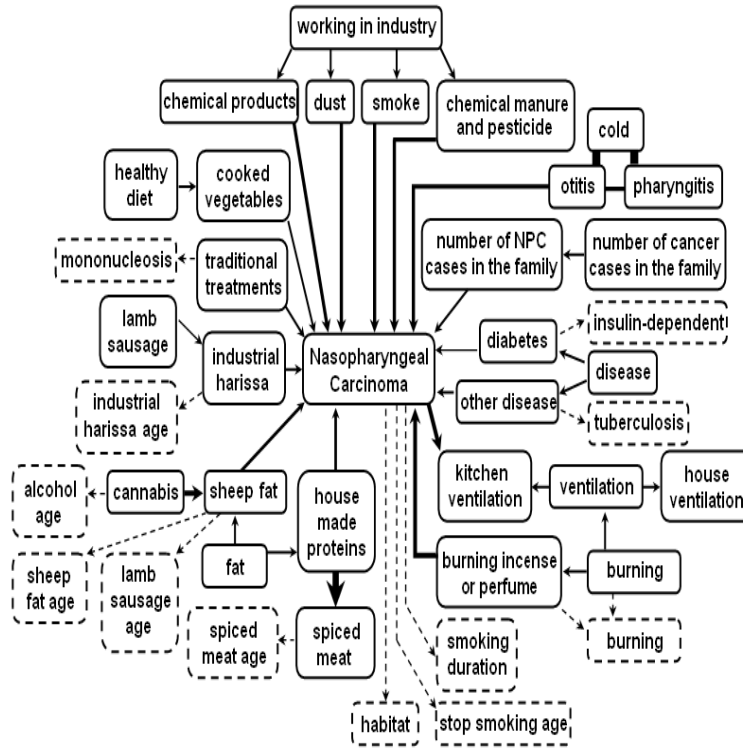 working in industry
chemical products
dust
smoke
chemical manure
and pesticide
cold
otitis
pharyngitis
healthy
diet
cooked
vegetables
number of NPC
cases in the family
number of cancer
cases in the family
mononucleosis
traditional
treatments
lamb
sausage
industrial
harissa
Nasopharyngeal
Carcinoma
diabetes
insulin-dependent
disease
other disease
tuberculosis
industrial
harissa age
alcohol
age
cannabis
sheep fat
house
made
proteins
kitchen
ventilation
ventilation
house
ventilation
sheep
fat age
lamb
sausage
age
fat
burning incense
or perfume
burning
spiced
meat age
spiced
meat
smoking
duration
burning
habitat
stop smoking age